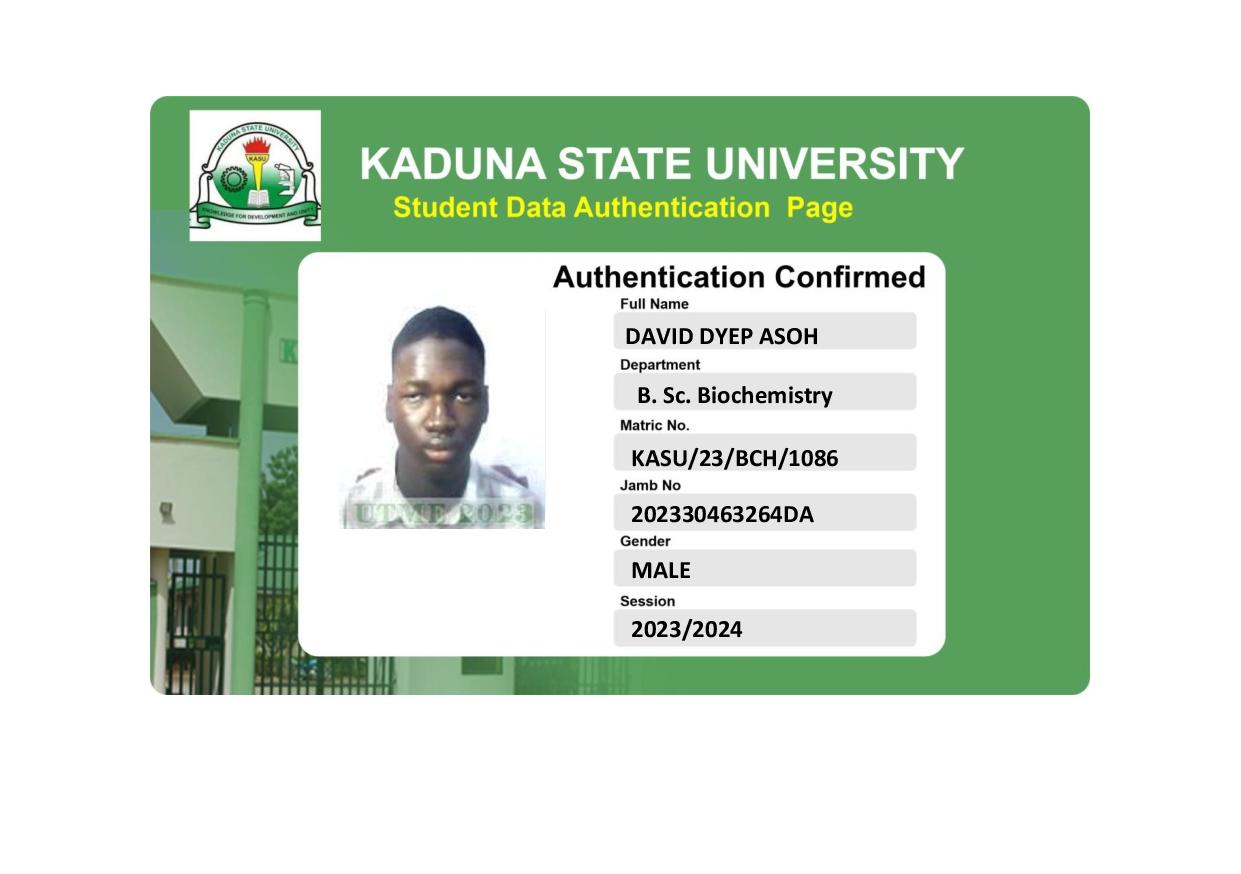 KADUNA STATE UNIVERSITY
KASU
KNOWLEDGE FOR DEVELOPMENT AND UNITY
KADUNA STATE UNIVERSITY
Student Data Authentication Page
Authentication Confirmed
Full Name
DAVID DYEP ASOH
Department
B. Sc. Biochemistry
Matric No.
KASU/23/BCH/1086
Jamb No
202330463264DA
Gender
MALE
Session
2023/2024
UTME 2023
K